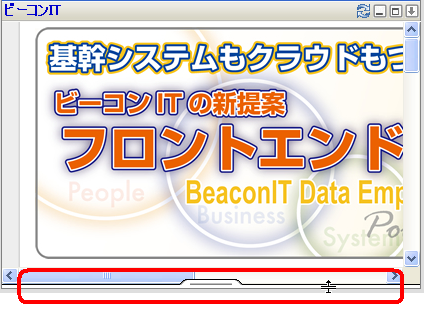 ビーコンIT
基幹システムもクラウドもつ
ビーコン IT の新提案
フロントエンド
People
BeaconIT Data Emp
Business
Po
System